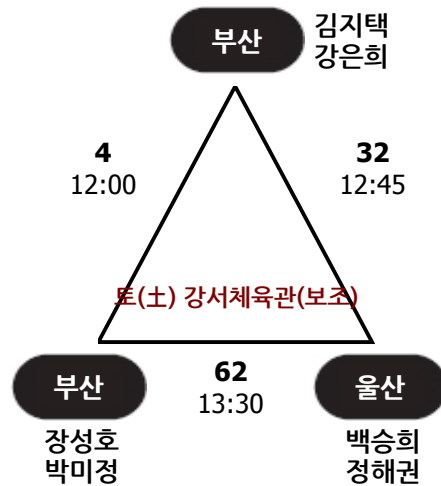 부산
김지택
강은희
4
12:00
32
12:45
토(土) 강서체육관(보조)
부산
62
13:30
울산
장성호
박미정
백승희
정해권